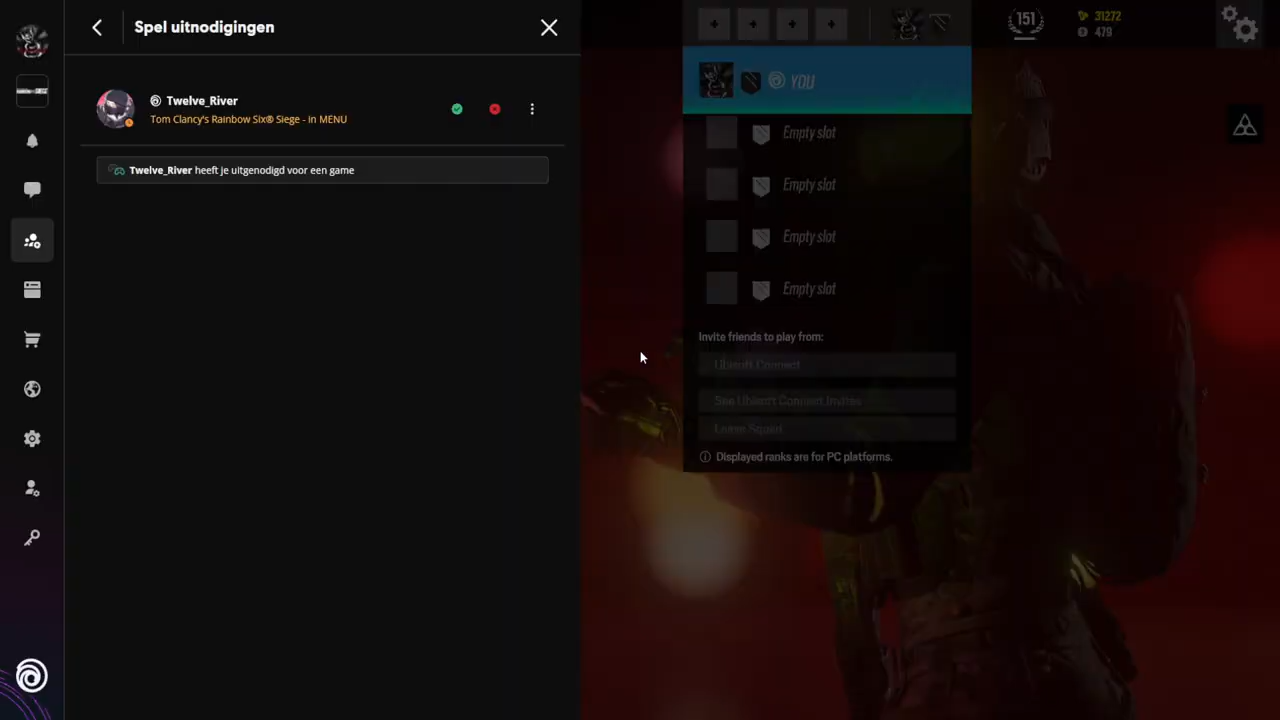 Spel uitnodigingen
Twelve_River
Tom Clancy's Rainbow Six® Siege - in MENU
Twelve_River heeft je uitgenodigd voor een game
151
31272
479
YOU
Empty slot
Empty slot
Empty slot
Empty slot
Invite friends to play from:
Ubisoft Connect
See Ubisoft Connect Invites
Leave Squad
Displayed ranks are for PC platforms.